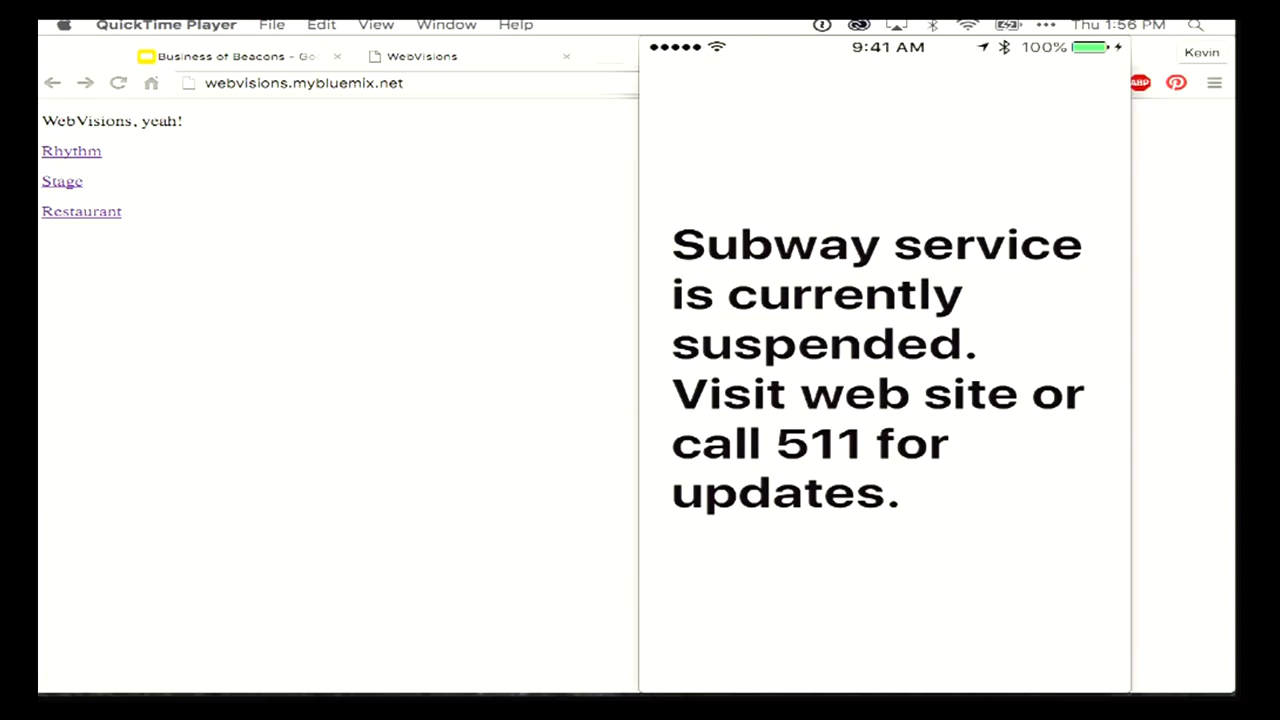 QuickTime Player File Edit View Window Help Thu 1:56 PM
Business of Beacons - Go WebVisions
Kevin
webvisions.mybluemix.net
ABP
WebVisions, yeah!
Rhythm
Stage
Restaurant
9:41 AM 100%
Subway service
is currently
suspended.
Visit web site or
call 511 for
updates.